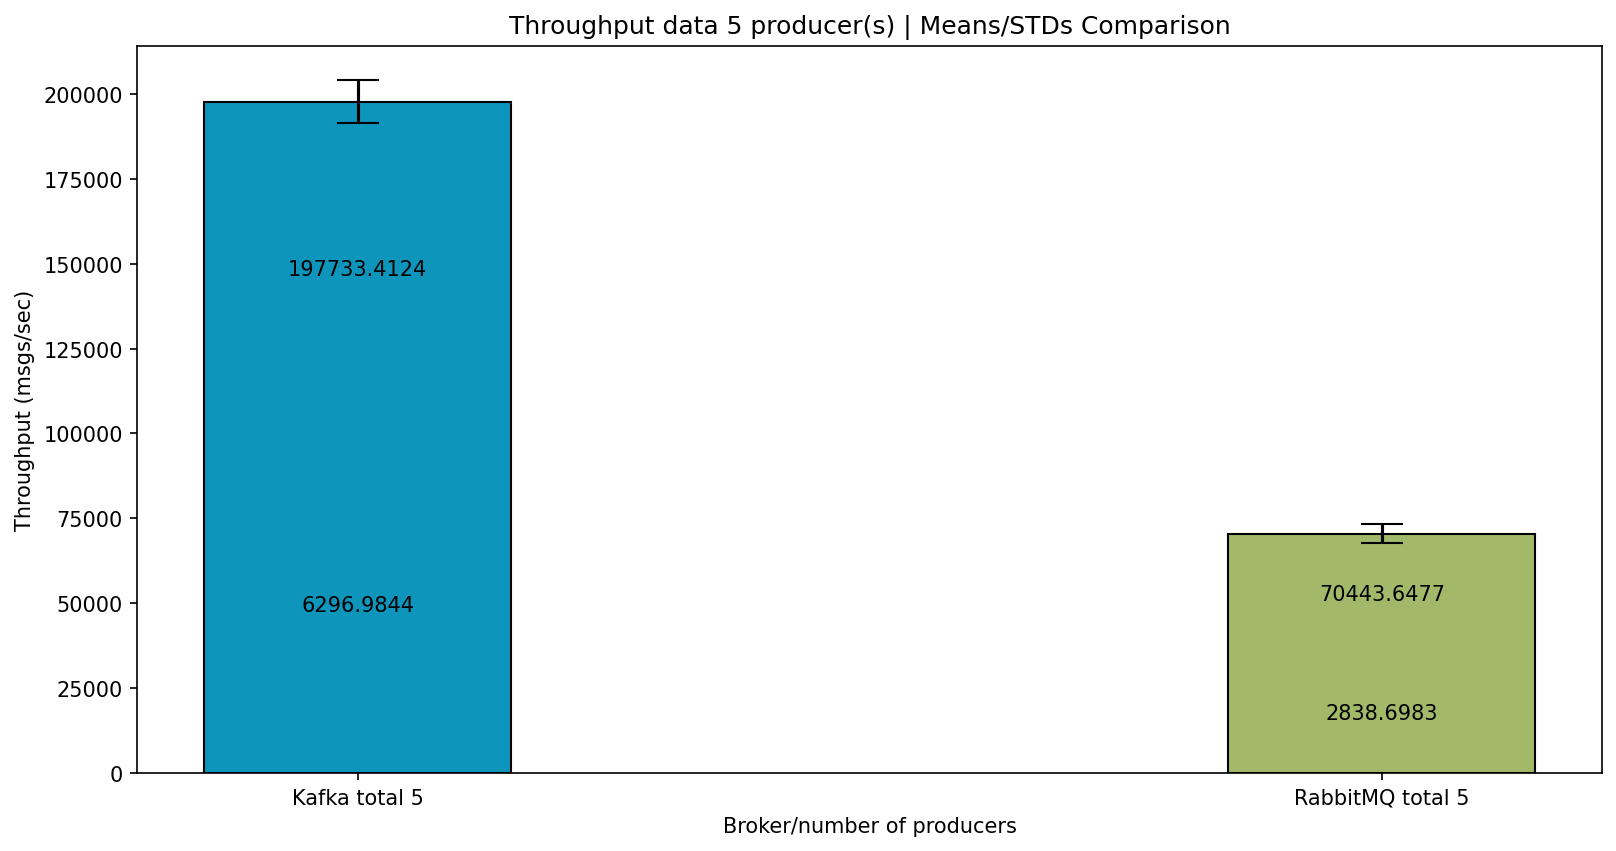 Throughput data 5 producer(s) | Means/STDs Comparison
Throughput (msgs/sec)
200000
175000
150000
125000
100000
75000
50000
25000
0
197733.4124
6296.9844
70443.6477
2838.6983
Kafka total 5
RabbitMQ total 5
Broker/number of producers